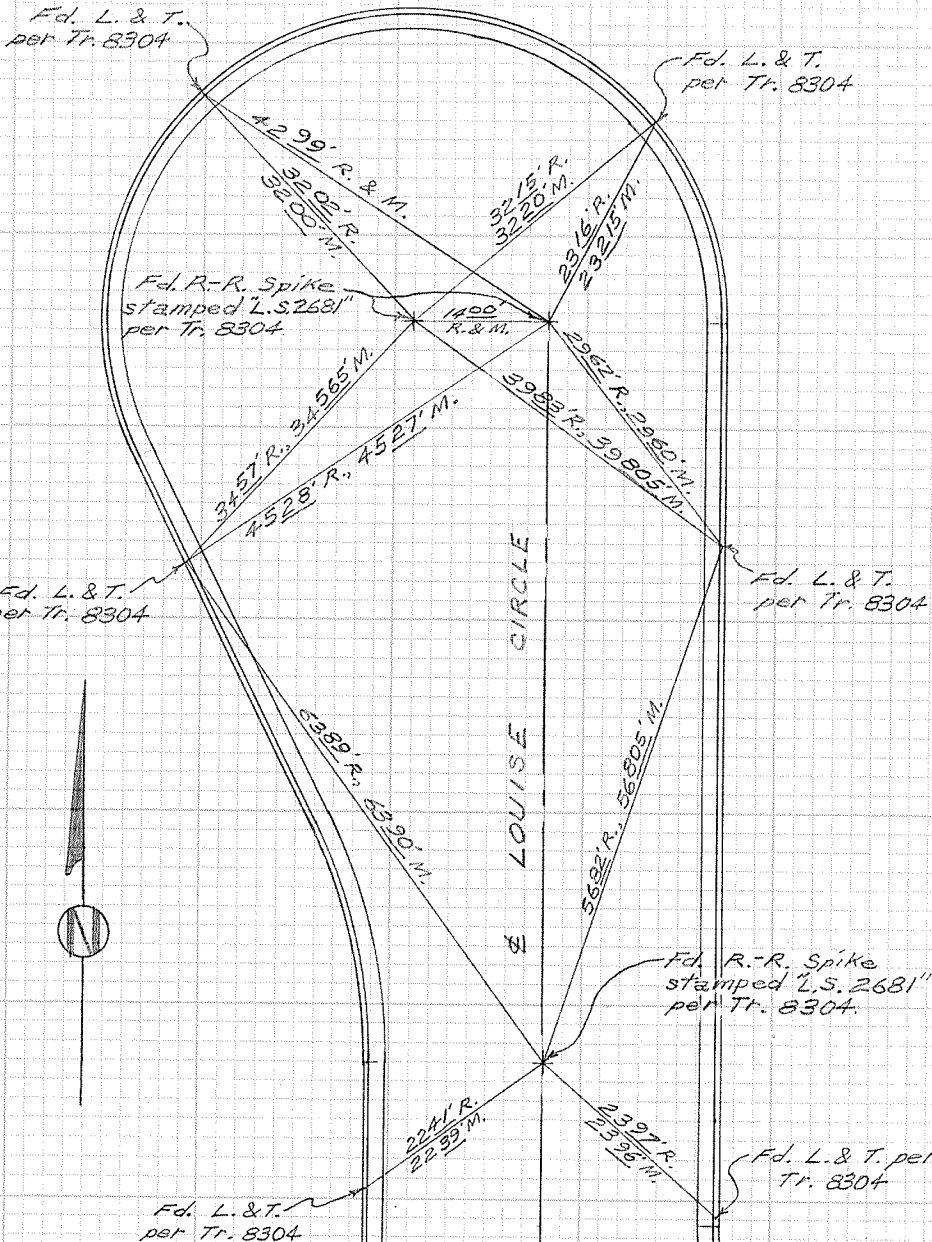 Fd. L. & T.
per Tr. 8304
Fd. L. & T.
per Tr. 8304
42.99' R. & M.
32.02' R.
32.00' M.
32.15' R.
32.20' M.
23.16' R.
23.215' M.
Fd. R.-R. Spike
stamped "L.S. 2681"
per Tr. 8304
14.00'
R. & M.
29.62' R., 29.60' M.
39.83' R., 39.805' M.
34.57' R., 34.565' M.
45.28' R., 45.27' M.
Fd. L. & T.
per Tr. 8304
Fd. L. & T.
per Tr. 8304
℄ LOUISE CIRCLE
63.89' R., 63.90' M.
56.82' R., 56.805' M.
N
Fd. R.-R. Spike
stamped "L.S. 2681"
per Tr. 8304.
22.41' R.
22.39' M.
23.97' R.
23.96' M.
Fd. L. & T. per
Tr. 8304
Fd. L. & T.
per Tr. 8304